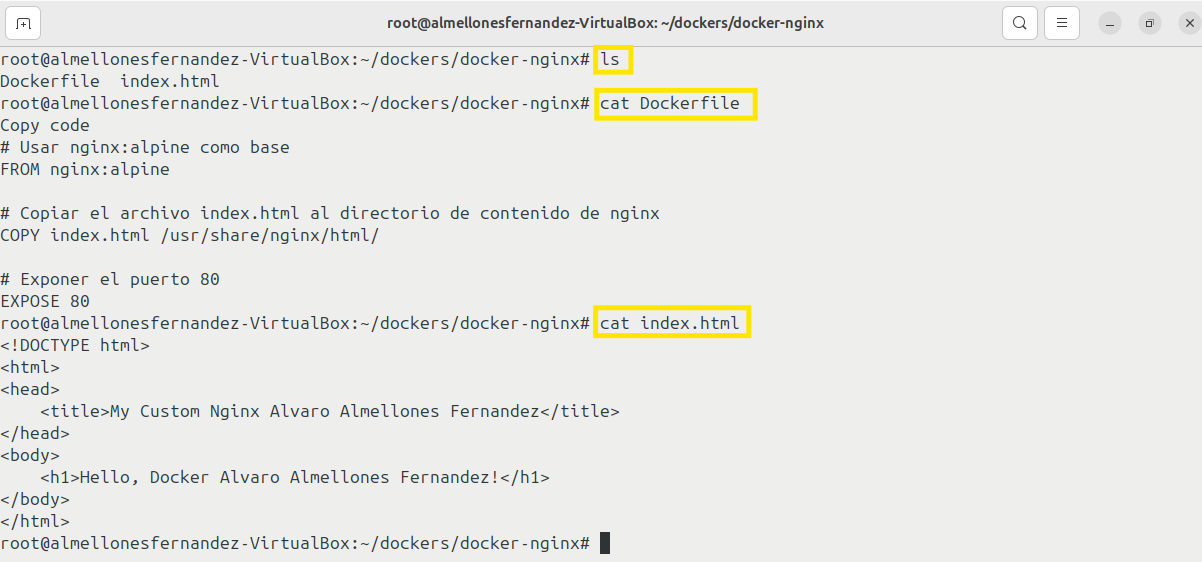 root@almellonesfernandez-VirtualBox: ~/dockers/docker-nginx
root@almellonesfernandez-VirtualBox:~/dockers/docker-nginx# ls
Dockerfile  index.html
root@almellonesfernandez-VirtualBox:~/dockers/docker-nginx# cat Dockerfile
Copy code
# Usar nginx:alpine como base
FROM nginx:alpine

# Copiar el archivo index.html al directorio de contenido de nginx
COPY index.html /usr/share/nginx/html/

# Exponer el puerto 80
EXPOSE 80
root@almellonesfernandez-VirtualBox:~/dockers/docker-nginx# cat index.html
<!DOCTYPE html>
<html>
<head>
    <title>My Custom Nginx Alvaro Almellones Fernandez</title>
</head>
<body>
    <h1>Hello, Docker Alvaro Almellones Fernandez!</h1>
</body>
</html>
root@almellonesfernandez-VirtualBox:~/dockers/docker-nginx#